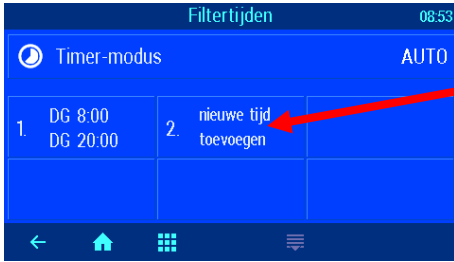 Filtertijden 08:53
Timer-modus AUTO
1. DG 8:00
DG 20:00
2. nieuwe tijd
toevoegen